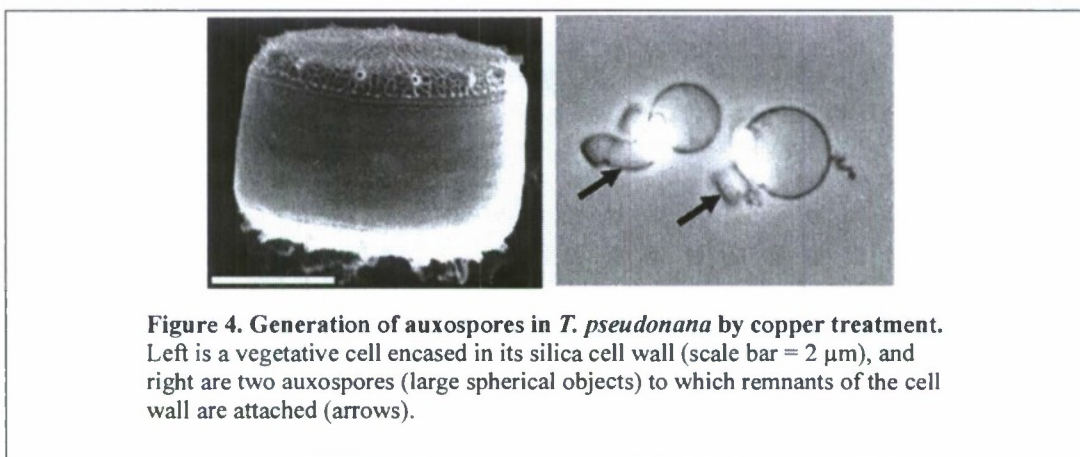 Figure 4. Generation of auxospores in T. pseudonana by copper treatment.
Left is a vegetative cell encased in its silica cell wall (scale bar = 2 μm), and
right are two auxospores (large spherical objects) to which remnants of the cell
wall are attached (arrows).